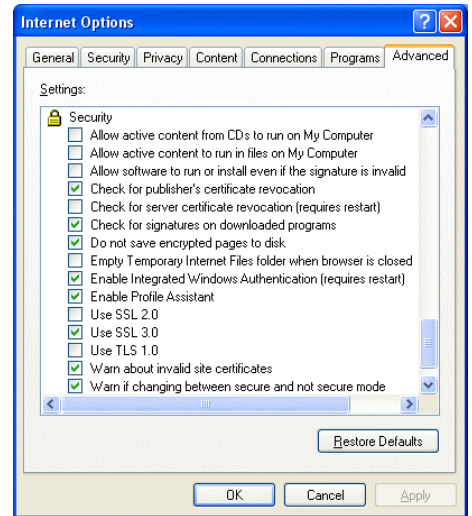 Internet Options
General Security Privacy Content Connections Programs Advanced
Settings:
Security
Allow active content from CDs to run on My Computer
Allow active content to run in files on My Computer
Allow software to run or install even if the signature is invalid
Check for publisher's certificate revocation
Check for server certificate revocation (requires restart)
Check for signatures on downloaded programs
Do not save encrypted pages to disk
Empty Temporary Internet Files folder when browser is closed
Enable Integrated Windows Authentication (requires restart)
Enable Profile Assistant
Use SSL 2.0
Use SSL 3.0
Use TLS 1.0
Warn about invalid site certificates
Warn if changing between secure and not secure mode
Restore Defaults
OK Cancel Apply